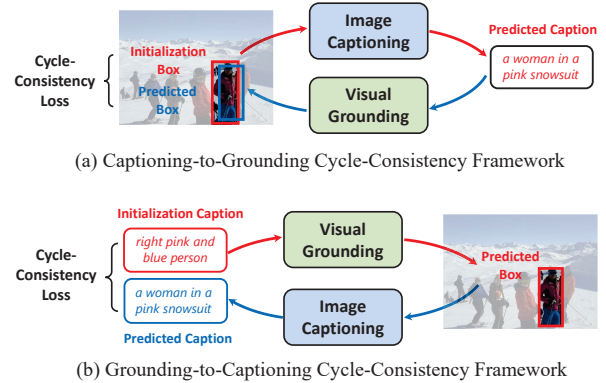 Cycle-
Consistency
Loss
Initialization
Box
Predicted
Box
Image
Captioning
Visual
Grounding
Predicted Caption
a woman in a
pink snowsuit
(a) Captioning-to-Grounding Cycle-Consistency Framework
Cycle-
Consistency
Loss
Initialization Caption
right pink and
blue person
a woman in a
pink snowsuit
Predicted Caption
Visual
Grounding
Image
Captioning
Predicted
Box
(b) Grounding-to-Captioning Cycle-Consistency Framework